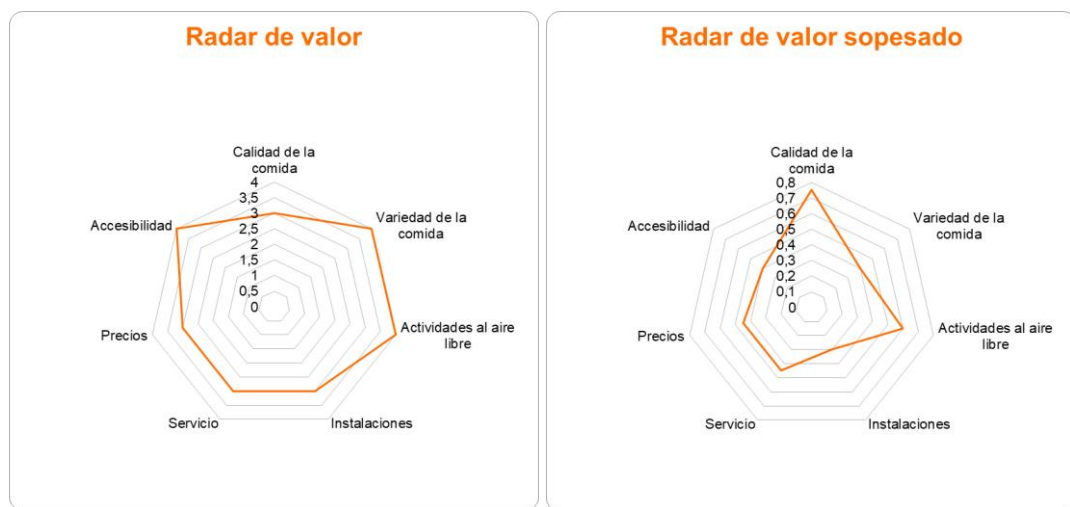 Radar de valor
Calidad de la
comida
4
3,5
3
2,5
2
1,5
1
0,5
0
Variedad de la
comida
Actividades al aire
libre
Instalaciones
Servicio
Precios
Accesibilidad
Radar de valor sopesado
Calidad de la
comida
0,8
0,7
0,6
0,5
0,4
0,3
0,2
0,1
0
Variedad de la
comida
Actividades al aire
libre
Instalaciones
Servicio
Precios
Accesibilidad